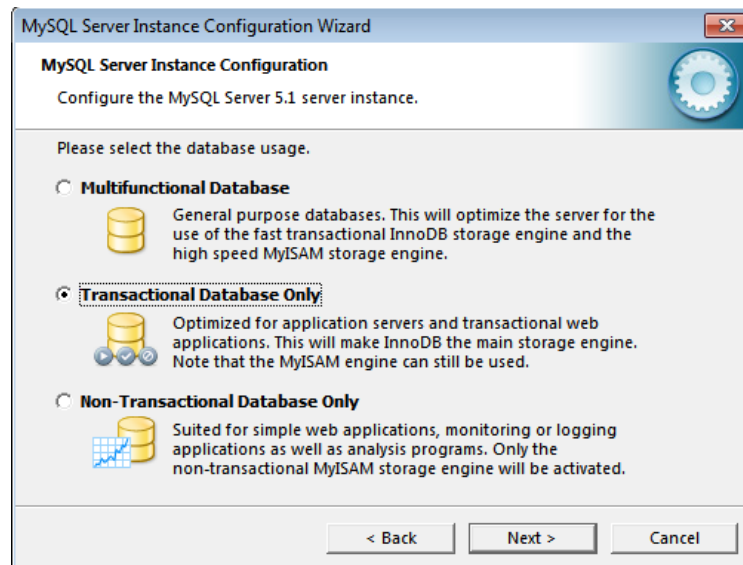 MySQL Server Instance Configuration Wizard
MySQL Server Instance Configuration
Configure the MySQL Server 5.1 server instance.
Please select the database usage.
Multifunctional Database
General purpose databases. This will optimize the server for the
use of the fast transactional InnoDB storage engine and the
high speed MyISAM storage engine.
Transactional Database Only
Optimized for application servers and transactional web
applications. This will make InnoDB the main storage engine.
Note that the MyISAM engine can still be used.
Non-Transactional Database Only
Suited for simple web applications, monitoring or logging
applications as well as analysis programs. Only the
non-transactional MyISAM storage engine will be activated.
< Back
Next >
Cancel